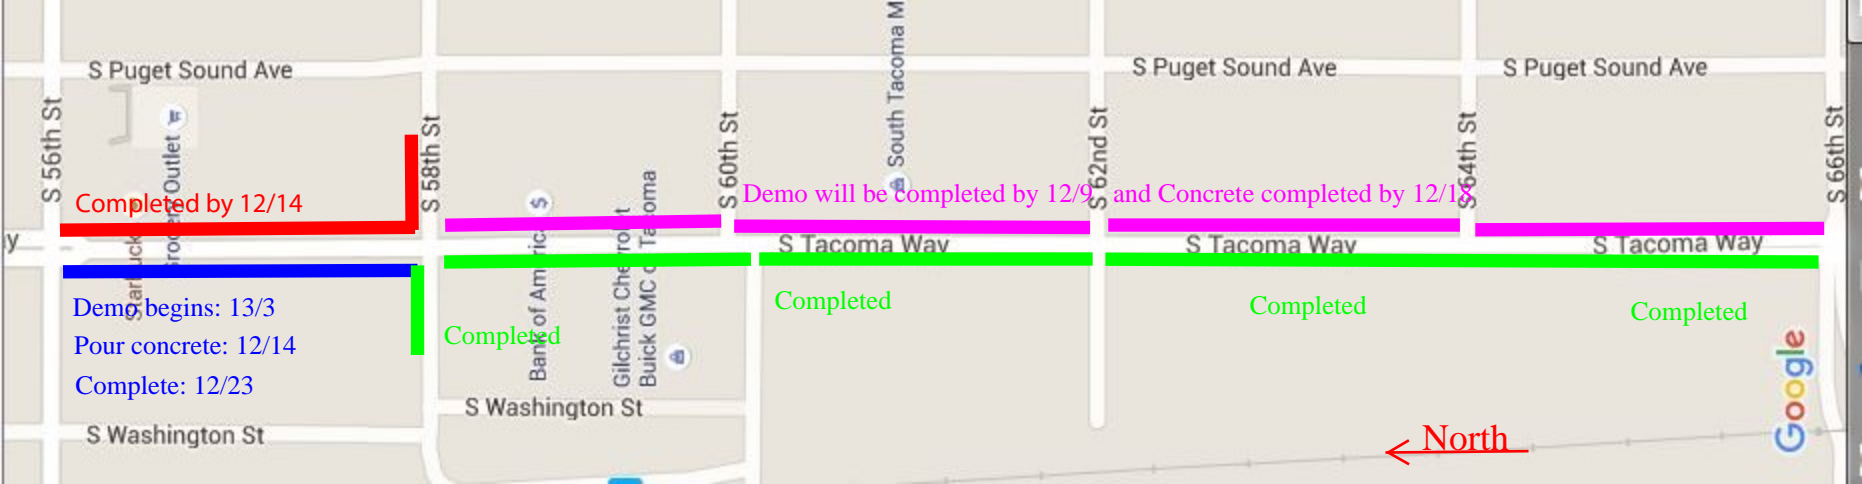 S Puget Sound Ave
S Puget Sound Ave
S Puget Sound Ave
S 56th St
S 58th St
S 60th St
S 62nd St
S 64th St
S 66th St
Grocery Outlet
South Tacoma M
Completed by 12/14
Demo will be completed by 12/9 and Concrete completed by 12/18
y
S Tacoma Way
S Tacoma Way
S Tacoma Way
Starbucks
Bank of America
$
Gilchrist Chevrolet
Buick GMC of Tacoma
Demo begins: 13/3
Pour concrete: 12/14
Complete: 12/23
Completed
Completed
Completed
Completed
S Washington St
S Washington St
North
Google